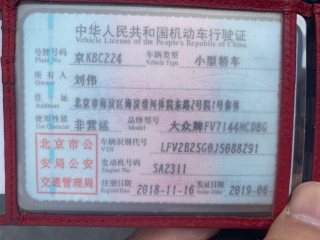 中华人民共和国机动车行驶证
Vehicle License of the People's Republic of China
号牌号码 Plate No. 京KBC224 车辆类型 Vehicle Type 小型轿车
所有人 Owner 刘伟
住址 Address 北京市海淀区海淀 2号
使用性质 Use Character 非营运 品牌型号 Model 大众牌FV7144HCDBG
北京市公 车辆识别代号 VIN LFV2B25G0J5088291
安局公安 发动机号码 Engine No. SA2311
交通管理局 注册日期 Register Date 2018-11-16 发证日期 Issue Date 2019-06-